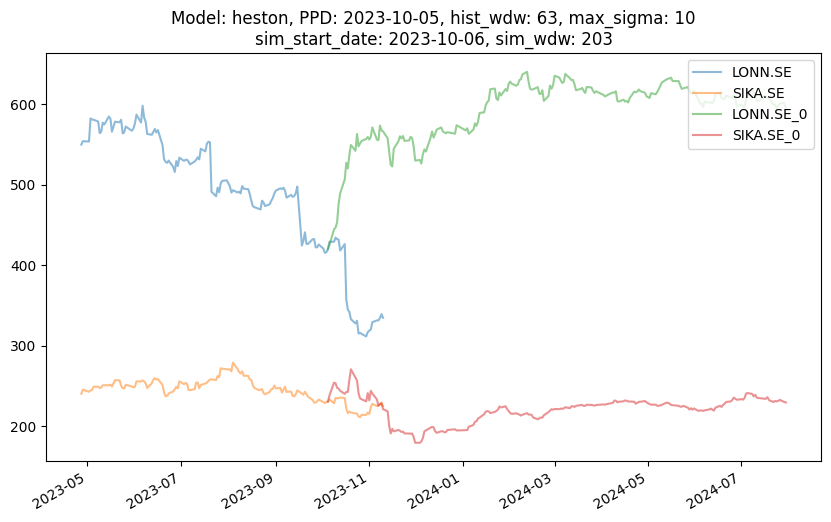 Model: heston, PPD: 2023-10-05, hist_wdw: 63, max_sigma: 10
sim_start_date: 2023-10-06, sim_wdw: 203
LONN.SE
SIKA.SE
LONN.SE_0
SIKA.SE_0
600
500
400
300
200
2023-05
2023-07
2023-09
2023-11
2024-01
2024-03
2024-05
2024-07